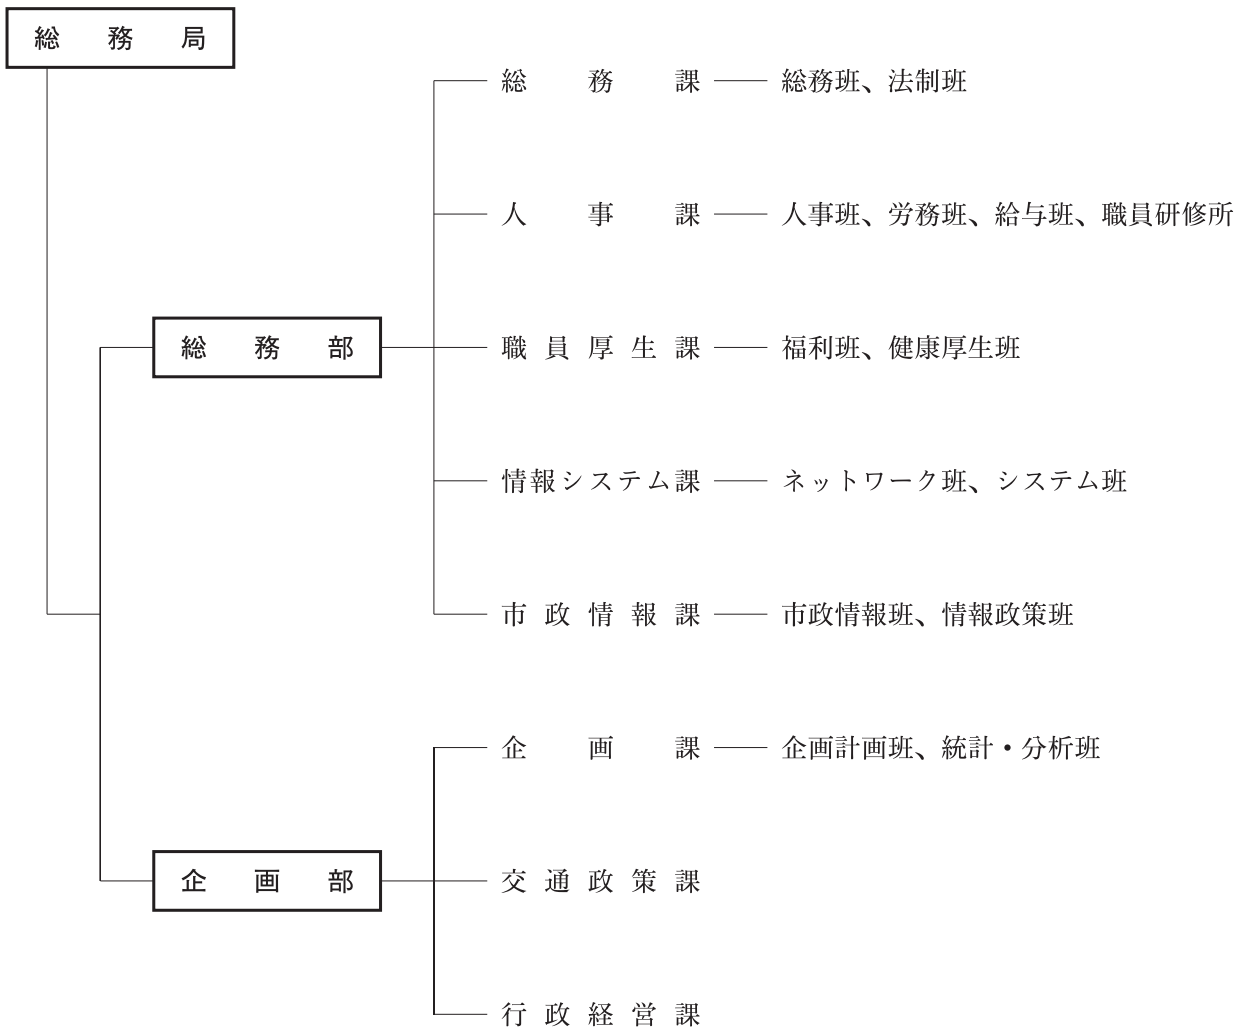 総務局
総務課 総務班、法制班
人事課 人事班、労務班、給与班、職員研修所
総務部 職員厚生課 福利班、健康厚生班
情報システム課 ネットワーク班、システム班
市政情報課 市政情報班、情報政策班
企画課 企画計画班、統計・分析班
企画部 交通政策課
行政経営課